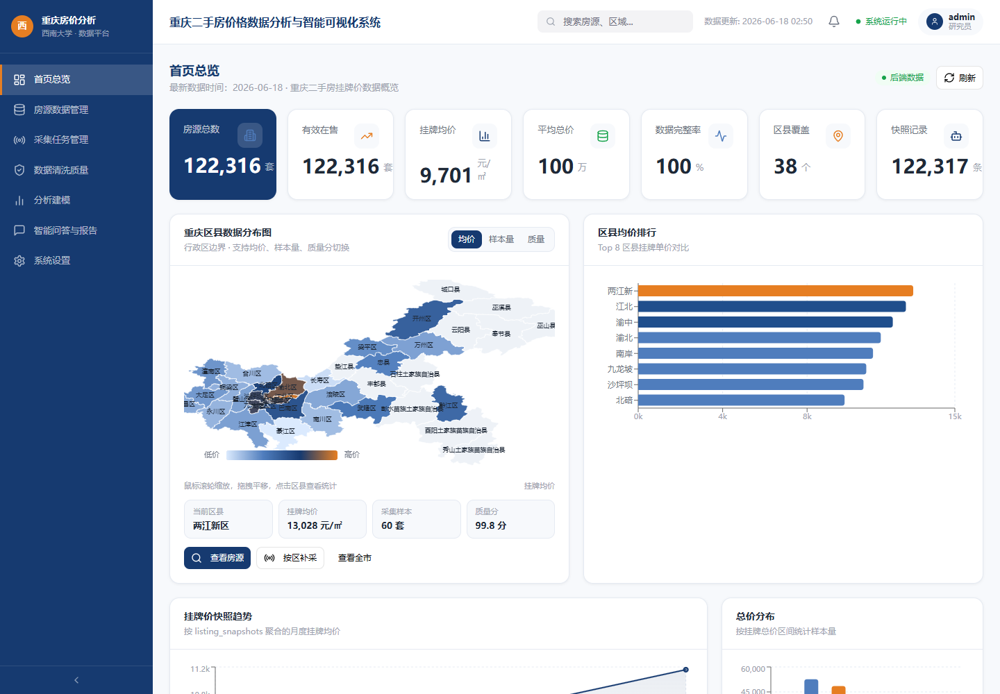 西
重庆房价分析
西南大学 · 数据平台
首页总览
房源数据管理
采集任务管理
数据清洗质量
分析建模
智能问答与报告
系统设置
重庆二手房价格数据分析与智能可视化系统
搜索房源、区域...
数据更新: 2026-06-18 02:50
系统运行中
admin
研究员
首页总览
最新数据时间：2026-06-18 · 重庆二手房挂牌价数据概览
后端数据
刷新
房源总数
122,316 套
有效在售
122,316 套
挂牌均价
9,701 元/㎡
平均总价
100 万
数据完整率
100 %
区县覆盖
38 个
快照记录
122,317 条
重庆区县数据分布图
行政区边界 · 支持均价、样本量、质量分切换
均价
样本量
质量
城口县
巫溪县
开州区
云阳县
巫山县
奉节县
梁平区
万州区
忠县
垫江县
石柱土家族自治县
潼南区
合川区
长寿区
丰都县
铜梁区
渝北区
大足区
璧山区
涪陵区
昌区
永川区
巴南区
武隆区
彭水苗族土家族自治县
黔江区
江津区
南川区
綦江区
酉阳土家族苗族自治县
秀山土家族苗族自治县
低价
高价
鼠标滚轮缩放，拖拽平移，点击区县查看统计
挂牌均价
当前区县
两江新区
挂牌均价
13,028 元/㎡
采集样本
60 套
质量分
99.8 分
查看房源
按区补采
查看全市
区县均价排行
Top 8 区县挂牌单价对比
两江新
江北
渝中
渝北
南岸
九龙坡
沙坪坝
北碚
0k
4k
8k
15k
挂牌价快照趋势
按 listing_snapshots 聚合的月度挂牌均价
11.2k
总价分布
按挂牌总价区间统计样本量
60,000
45,000